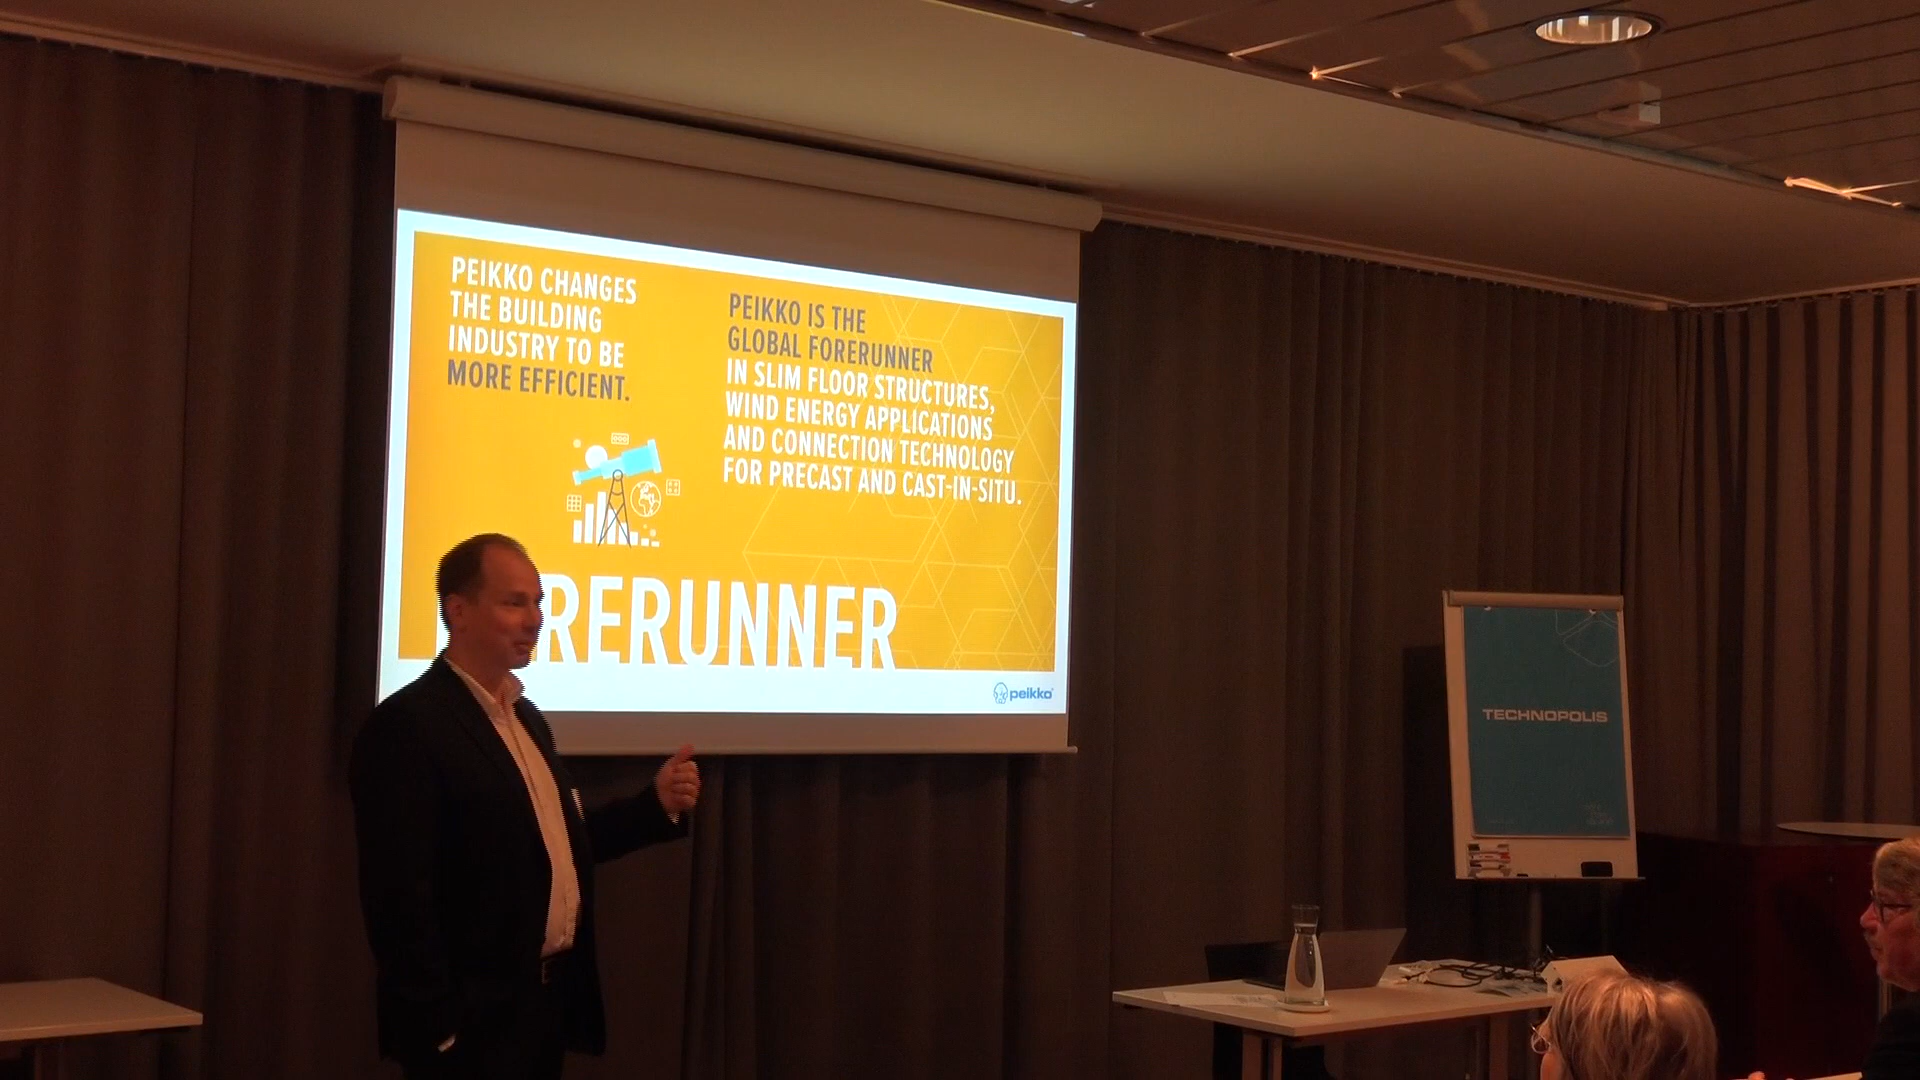 PEIKKO CHANGES
THE BUILDING
INDUSTRY TO BE
MORE EFFICIENT.
PEIKKO IS THE
GLOBAL FORERUNNER
IN SLIM FLOOR STRUCTURES,
WIND ENERGY APPLICATIONS
AND CONNECTION TECHNOLOGY
FOR PRECAST AND CAST-IN-SITU.
RERUNNER
peikko
TECHNOPOLIS